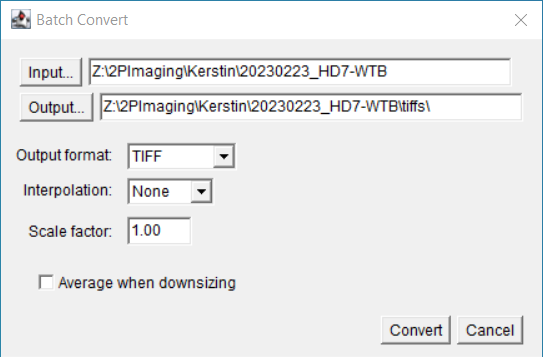 Batch Convert
Input... Z:\2PImaging\Kerstin\20230223_HD7-WTB
Output... Z:\2PImaging\Kerstin\20230223_HD7-WTB\tiffs\
Output format: TIFF
Interpolation: None
Scale factor: 1.00
Average when downsizing
Convert Cancel